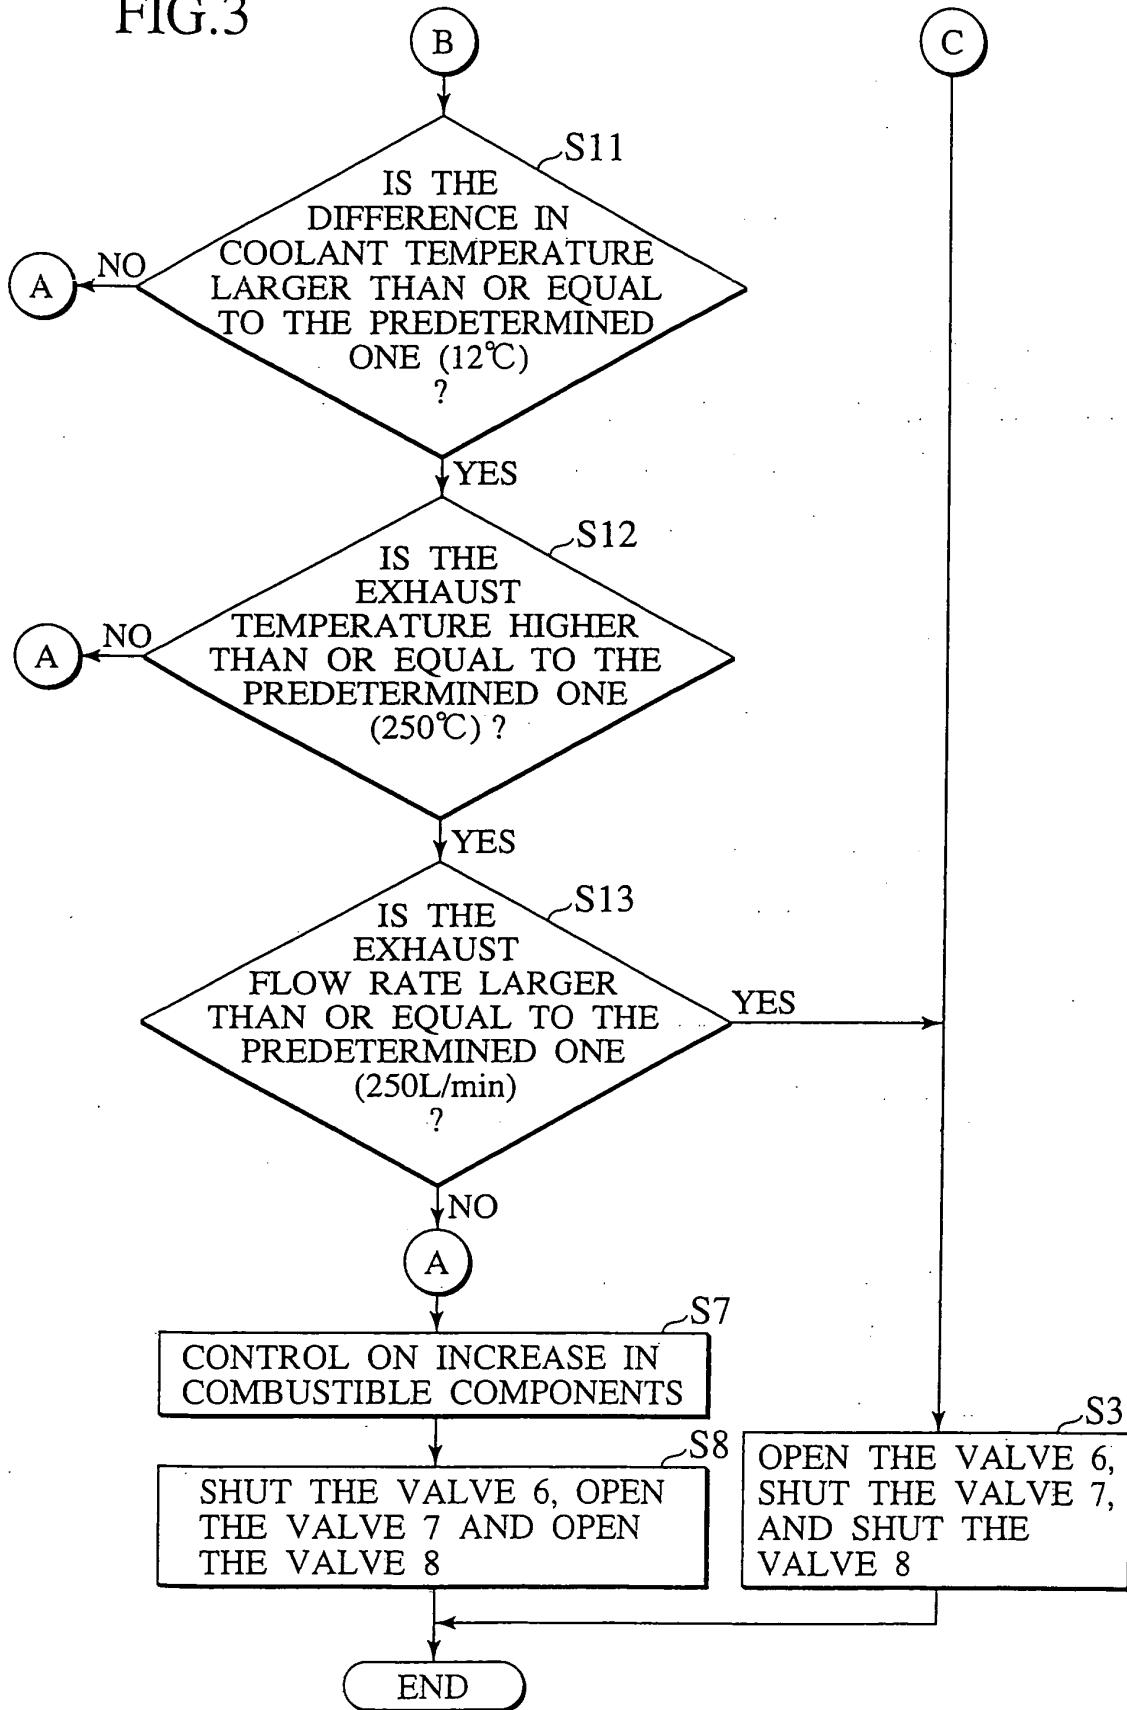 FIG.3
B
C
S11
IS THE
DIFFERENCE IN
COOLANT TEMPERATURE
LARGER THAN OR EQUAL
TO THE PREDETERMINED
ONE (12℃)
?
NO
A
YES
S12
IS THE
EXHAUST
TEMPERATURE HIGHER
THAN OR EQUAL TO THE
PREDETERMINED ONE
(250℃) ?
NO
A
YES
S13
IS THE
EXHAUST
FLOW RATE LARGER
THAN OR EQUAL TO THE
PREDETERMINED ONE
(250L/min)
?
YES
NO
A
S7
CONTROL ON INCREASE IN
COMBUSTIBLE COMPONENTS
S8
SHUT THE VALVE 6, OPEN
THE VALVE 7 AND OPEN
THE VALVE 8
S3
OPEN THE VALVE 6,
SHUT THE VALVE 7,
AND SHUT THE
VALVE 8
END